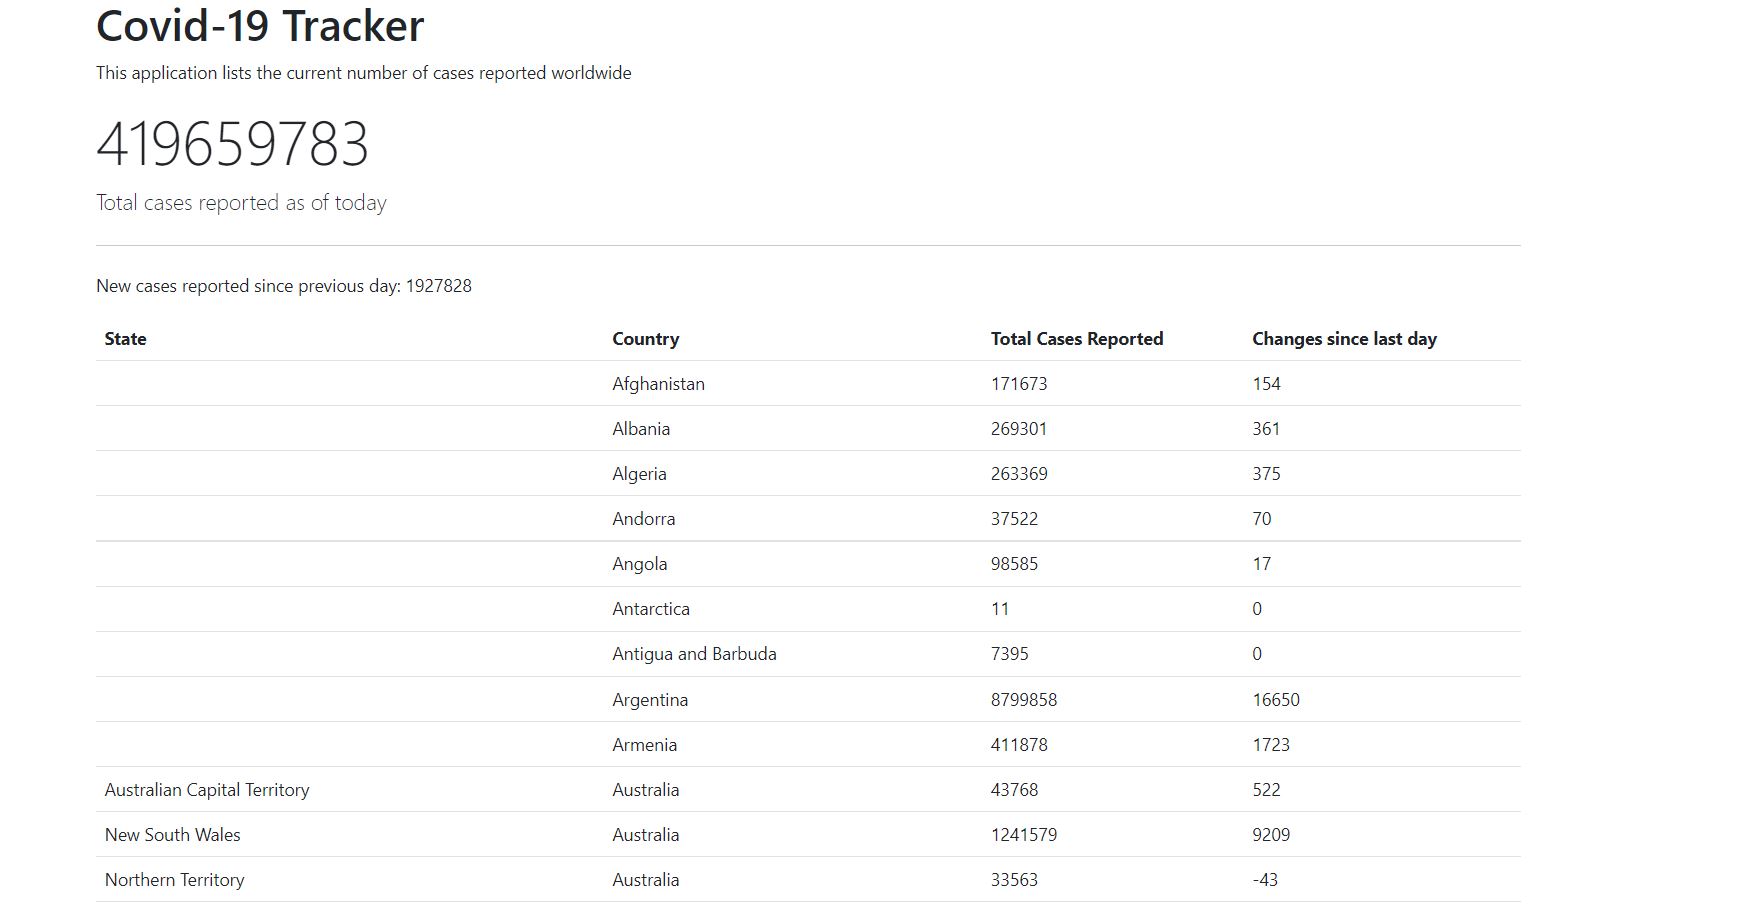 Covid-19 Tracker
This application lists the current number of cases reported worldwide
419659783
Total cases reported as of today
New cases reported since previous day: 1927828
State Country Total Cases Reported Changes since last day
Afghanistan 171673 154
Albania 269301 361
Algeria 263369 375
Andorra 37522 70
Angola 98585 17
Antarctica 11 0
Antigua and Barbuda 7395 0
Argentina 8799858 16650
Armenia 411878 1723
Australian Capital Territory Australia 43768 522
New South Wales Australia 1241579 9209
Northern Territory Australia 33563 -43